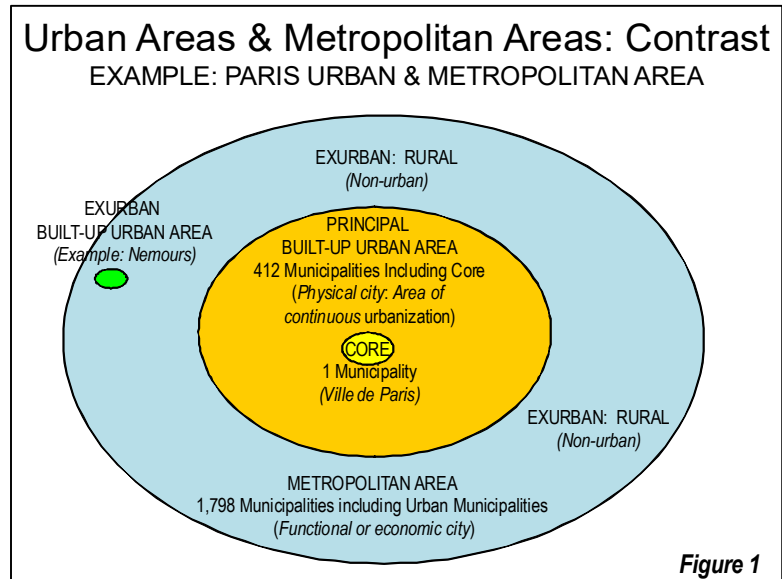 Urban Areas & Metropolitan Areas: Contrast
EXAMPLE: PARIS URBAN & METROPOLITAN AREA
EXURBAN: RURAL
(Non-urban)
EXURBAN
BUILT-UP URBAN AREA
(Example: Nemours)
PRINCIPAL
BUILT-UP URBAN AREA
412 Municipalities Including Core
(Physical city: Area of
continuous urbanization)
CORE
1 Municipality
(Ville de Paris)
EXURBAN: RURAL
(Non-urban)
METROPOLITAN AREA
1,798 Municipalities including Urban Municipalities
(Functional or economic city)
Figure 1